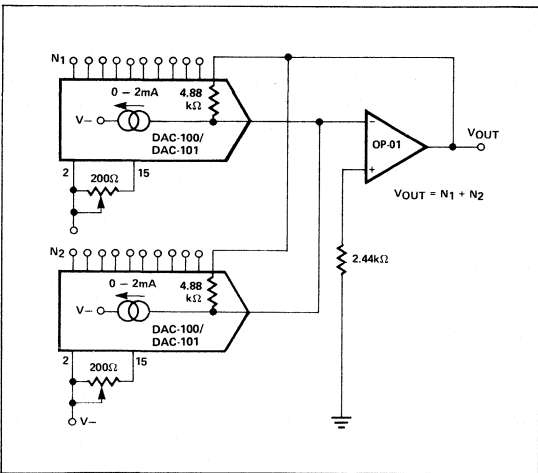 N1
0 – 2mA
4.88
kΩ
V–
DAC-100/
DAC-101
2
15
200Ω
–
OP-01
+
VOUT
VOUT = N1 + N2
2.44kΩ
N2
0 – 2mA
4.88
kΩ
V–
DAC-100/
DAC-101
2
15
200Ω
V–